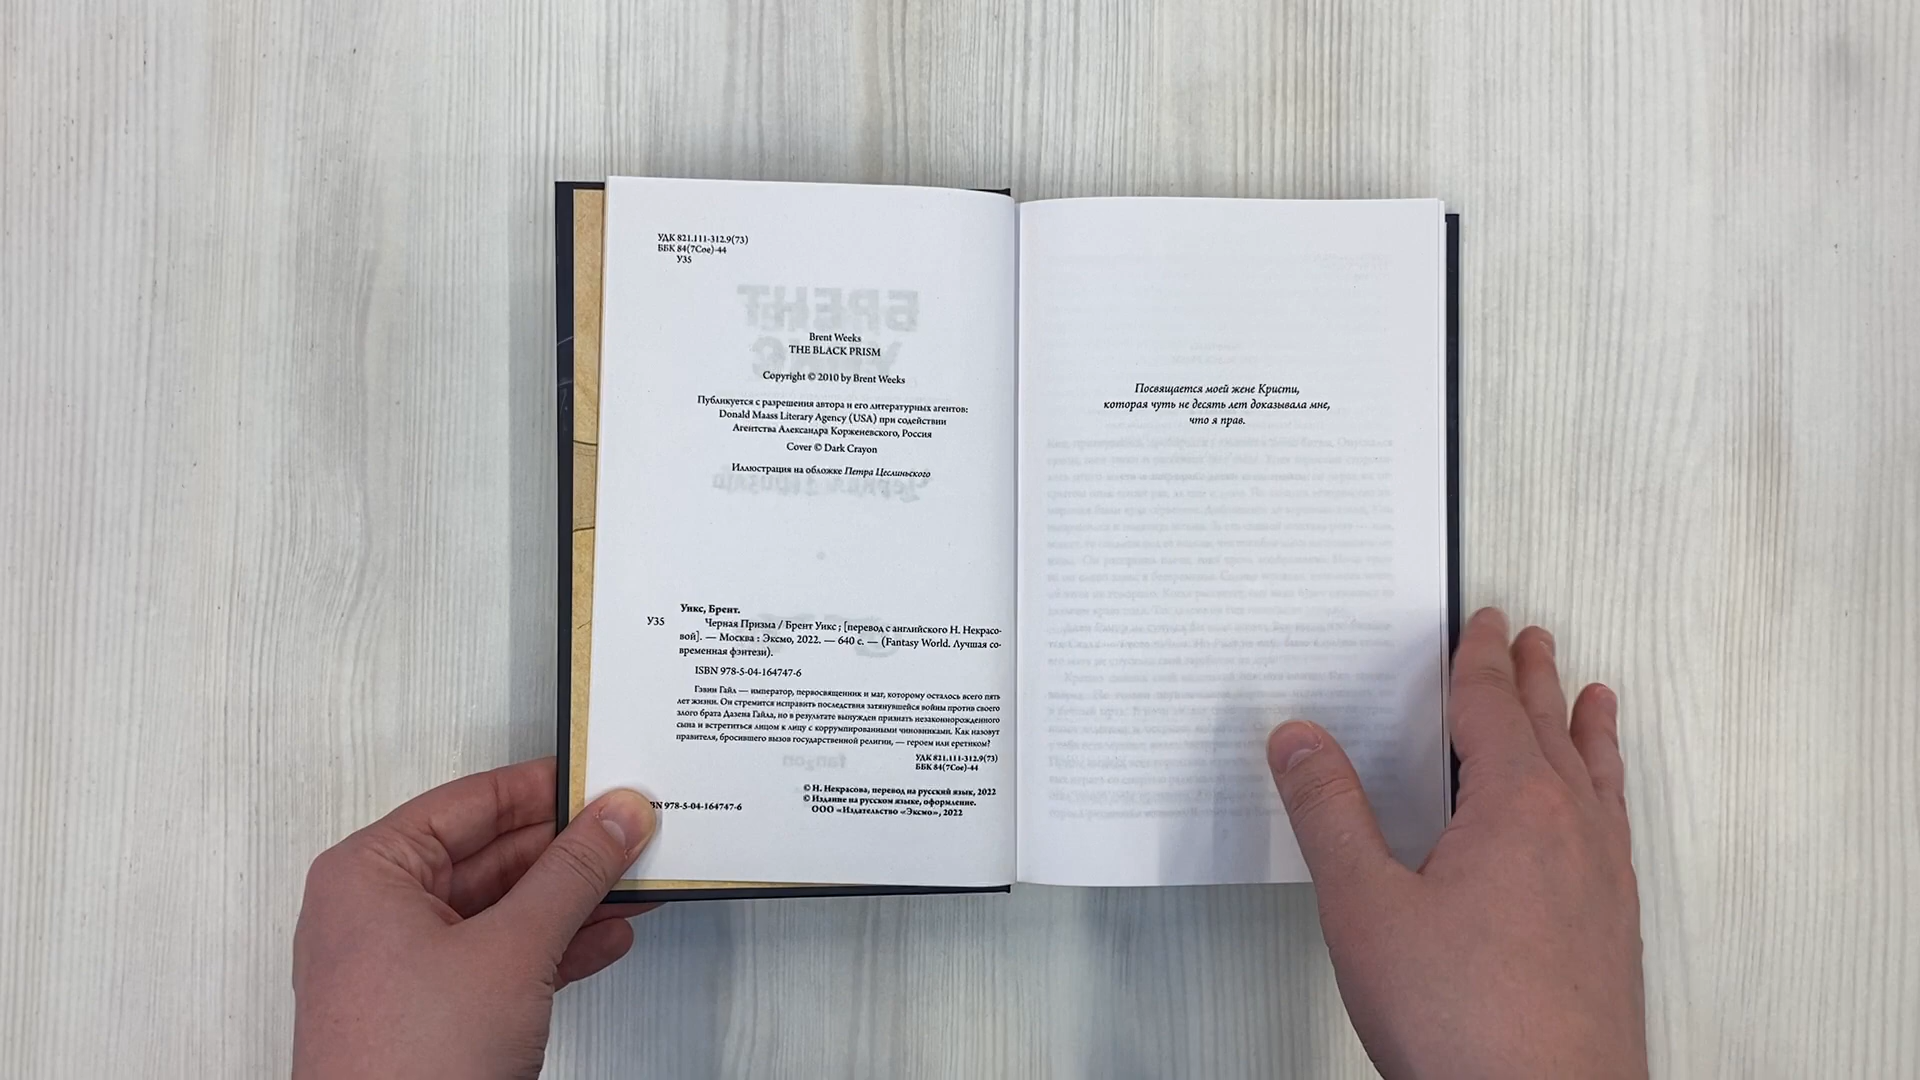 УДК 821.111-312.9(73)
ББК 84(7Сое)-44
У35
Brent Weeks
THE BLACK PRISM
Copyright © 2010 by Brent Weeks
Публикуется с разрешения автора и его литературных агентов:
Donald Maass Literary Agency (USA) при содействии
Агентства Александра Корженевского, Россия
Cover © Dark Crayon
Иллюстрация на обложке Петра Цеслиньского
Уикс, Брент.
У35 Черная Призма / Брент Уикс ; [перевод с английского Н. Некрасо-
вой]. — Москва : Эксмо, 2022. — 640 с. — (Fantasy World. Лучшая со-
временная фэнтези).
ISBN 978-5-04-164747-6
Гэвин Гайл — император, первосвященник и маг, которому осталось всего пять
лет жизни. Он стремится исправить последствия затянувшейся войны против своего
злого брата Дазена Гайла, но в результате вынужден признать незаконнорожденного
сына и встретиться лицом к лицу с коррумпированными чиновниками. Как назовут
правителя, бросившего вызов государственной религии, — героем или еретиком?
УДК 821.111-312.9(73)
ББК 84(7Сое)-44
© Н. Некрасова, перевод на русский язык, 2022
© Издание на русском языке, оформление.
BN 978-5-04-164747-6 ООО «Издательство «Эксмо», 2022
Посвящается моей жене Кристи,
которая чуть не десять лет доказывала мне,
что я прав.